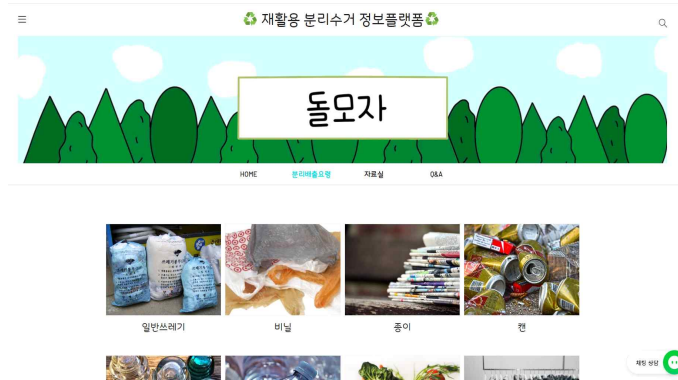 ♻ 재활용 분리수거 정보플랫폼♻
돌모자
HOME 분리배출요령 자료실 Q&A
일반쓰레기 비닐 종이 캔
채팅 상담